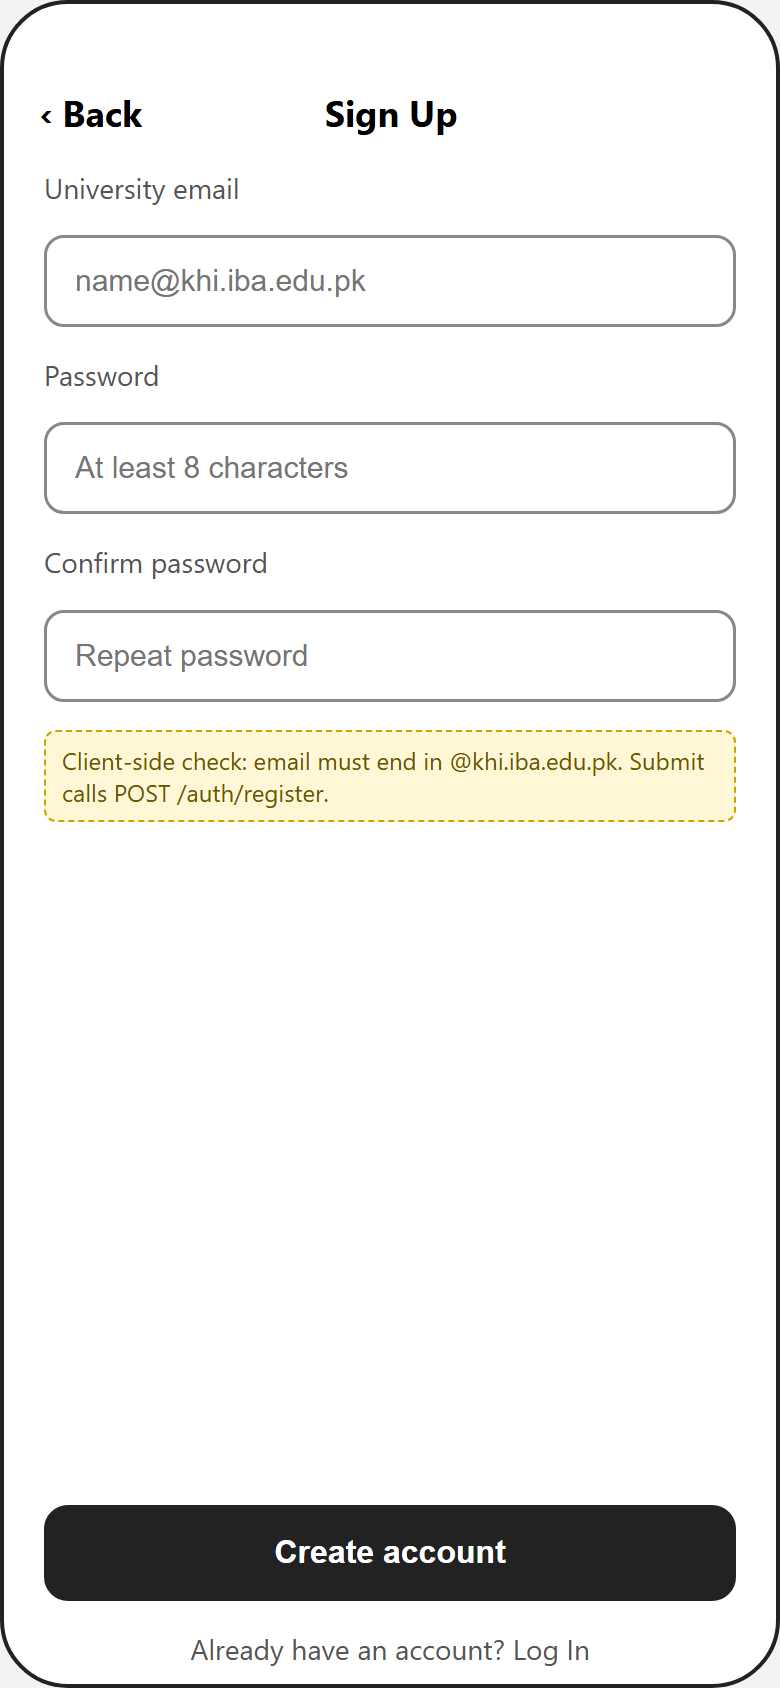 ‹ Back
Sign Up
University email
name@khi.iba.edu.pk
Password
At least 8 characters
Confirm password
Repeat password
Client-side check: email must end in @khi.iba.edu.pk. Submit
calls POST /auth/register.
Create account
Already have an account? Log In